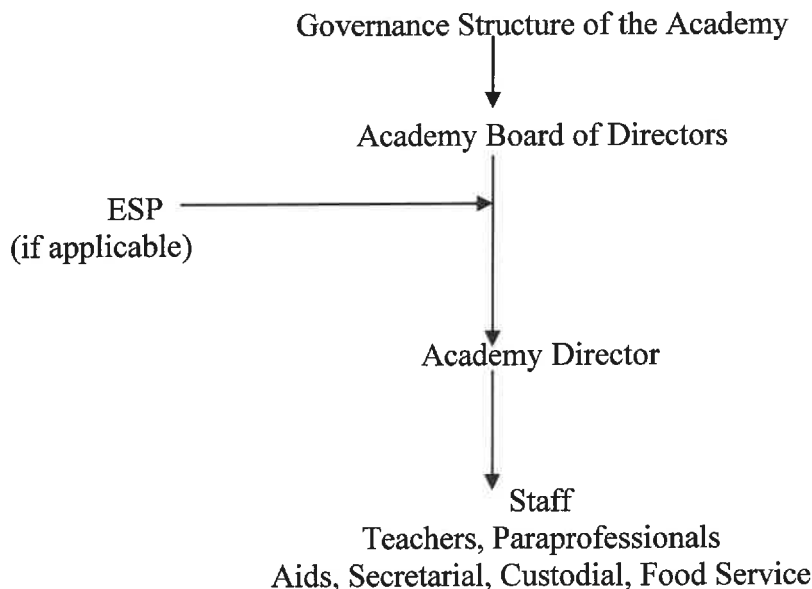 Governance Structure of the Academy
Academy Board of Directors
ESP
(if applicable)
Academy Director
Staff
Teachers, Paraprofessionals
Aids, Secretarial, Custodial, Food Service